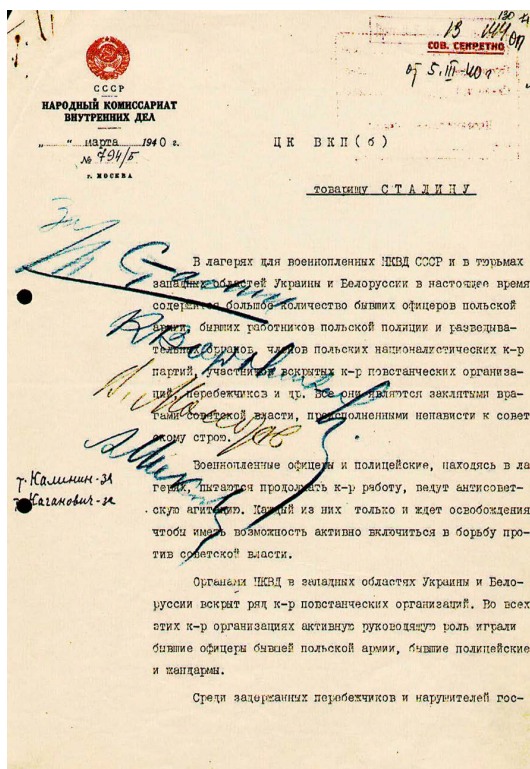 130
13 144 ОП
СОВ. СЕКРЕТНО
от 5.III.40 г
СССР
НАРОДНЫЙ КОМИССАРИАТ
ВНУТРЕННИХ ДЕЛ
" " марта 1940 г.
№ 794/Б
г. МОСКВА
ЦК ВКП(б)
товарищу СТАЛИНУ
за
И Сталин
К Ворошилов
В. Молотов
А Микоян
т. Калинин-за
т. Каганович-за
В лагерях для военнопленных НКВД СССР и в тюрьмах
западных областей Украины и Белоруссии в настоящее время
содержится большое количество бывших офицеров польской
армии, бывших работников польской полиции и разведыва-
тельных органов, членов польских националистических к-р
партий, участников вскрытых к-р повстанческих организа-
ций, перебежчиков и др. Все они являются заклятыми вра-
гами советской власти, преисполненными ненависти к совет-
скому строю.
Военнопленные офицеры и полицейские, находясь в ла-
герях, пытаются продолжать к-р работу, ведут антисовет-
скую агитацию. Каждый из них только и ждет освобождения,
чтобы иметь возможность активно включиться в борьбу про-
тив советской власти.
Органами НКВД в западных областях Украины и Бело-
руссии вскрыт ряд к-р повстанческих организаций. Во всех
этих к-р организациях активную руководящую роль играли
бывшие офицеры бывшей польской армии, бывшие полицейские
и жандармы.
Среди задержанных перебежчиков и нарушителей гос-